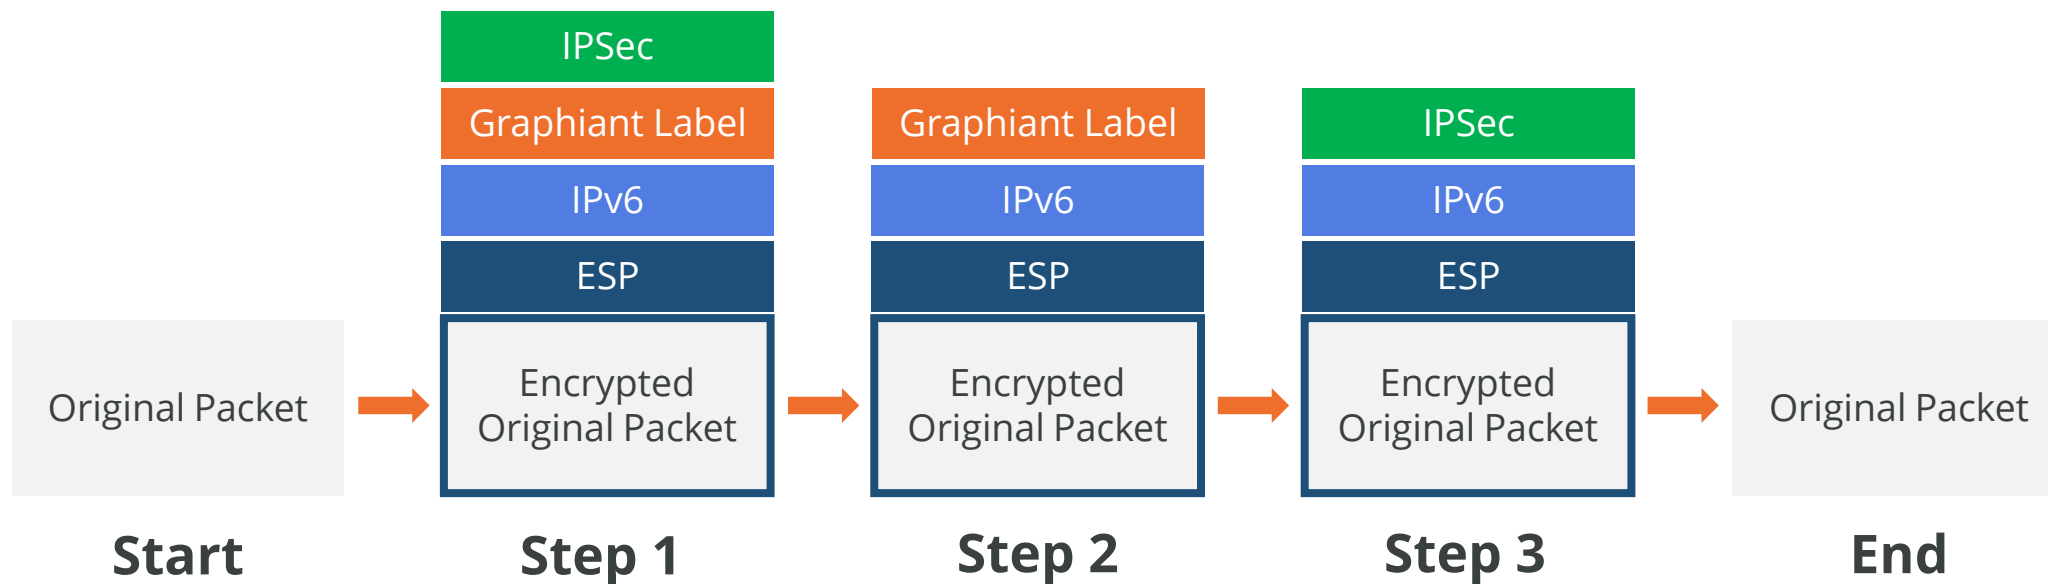 Original Packet
Start
IPSec
Graphiant Label
IPv6
ESP
Encrypted
Original Packet
Step 1
Graphiant Label
IPv6
ESP
Encrypted
Original Packet
Step 2
IPSec
IPv6
ESP
Encrypted
Original Packet
Step 3
Original Packet
End